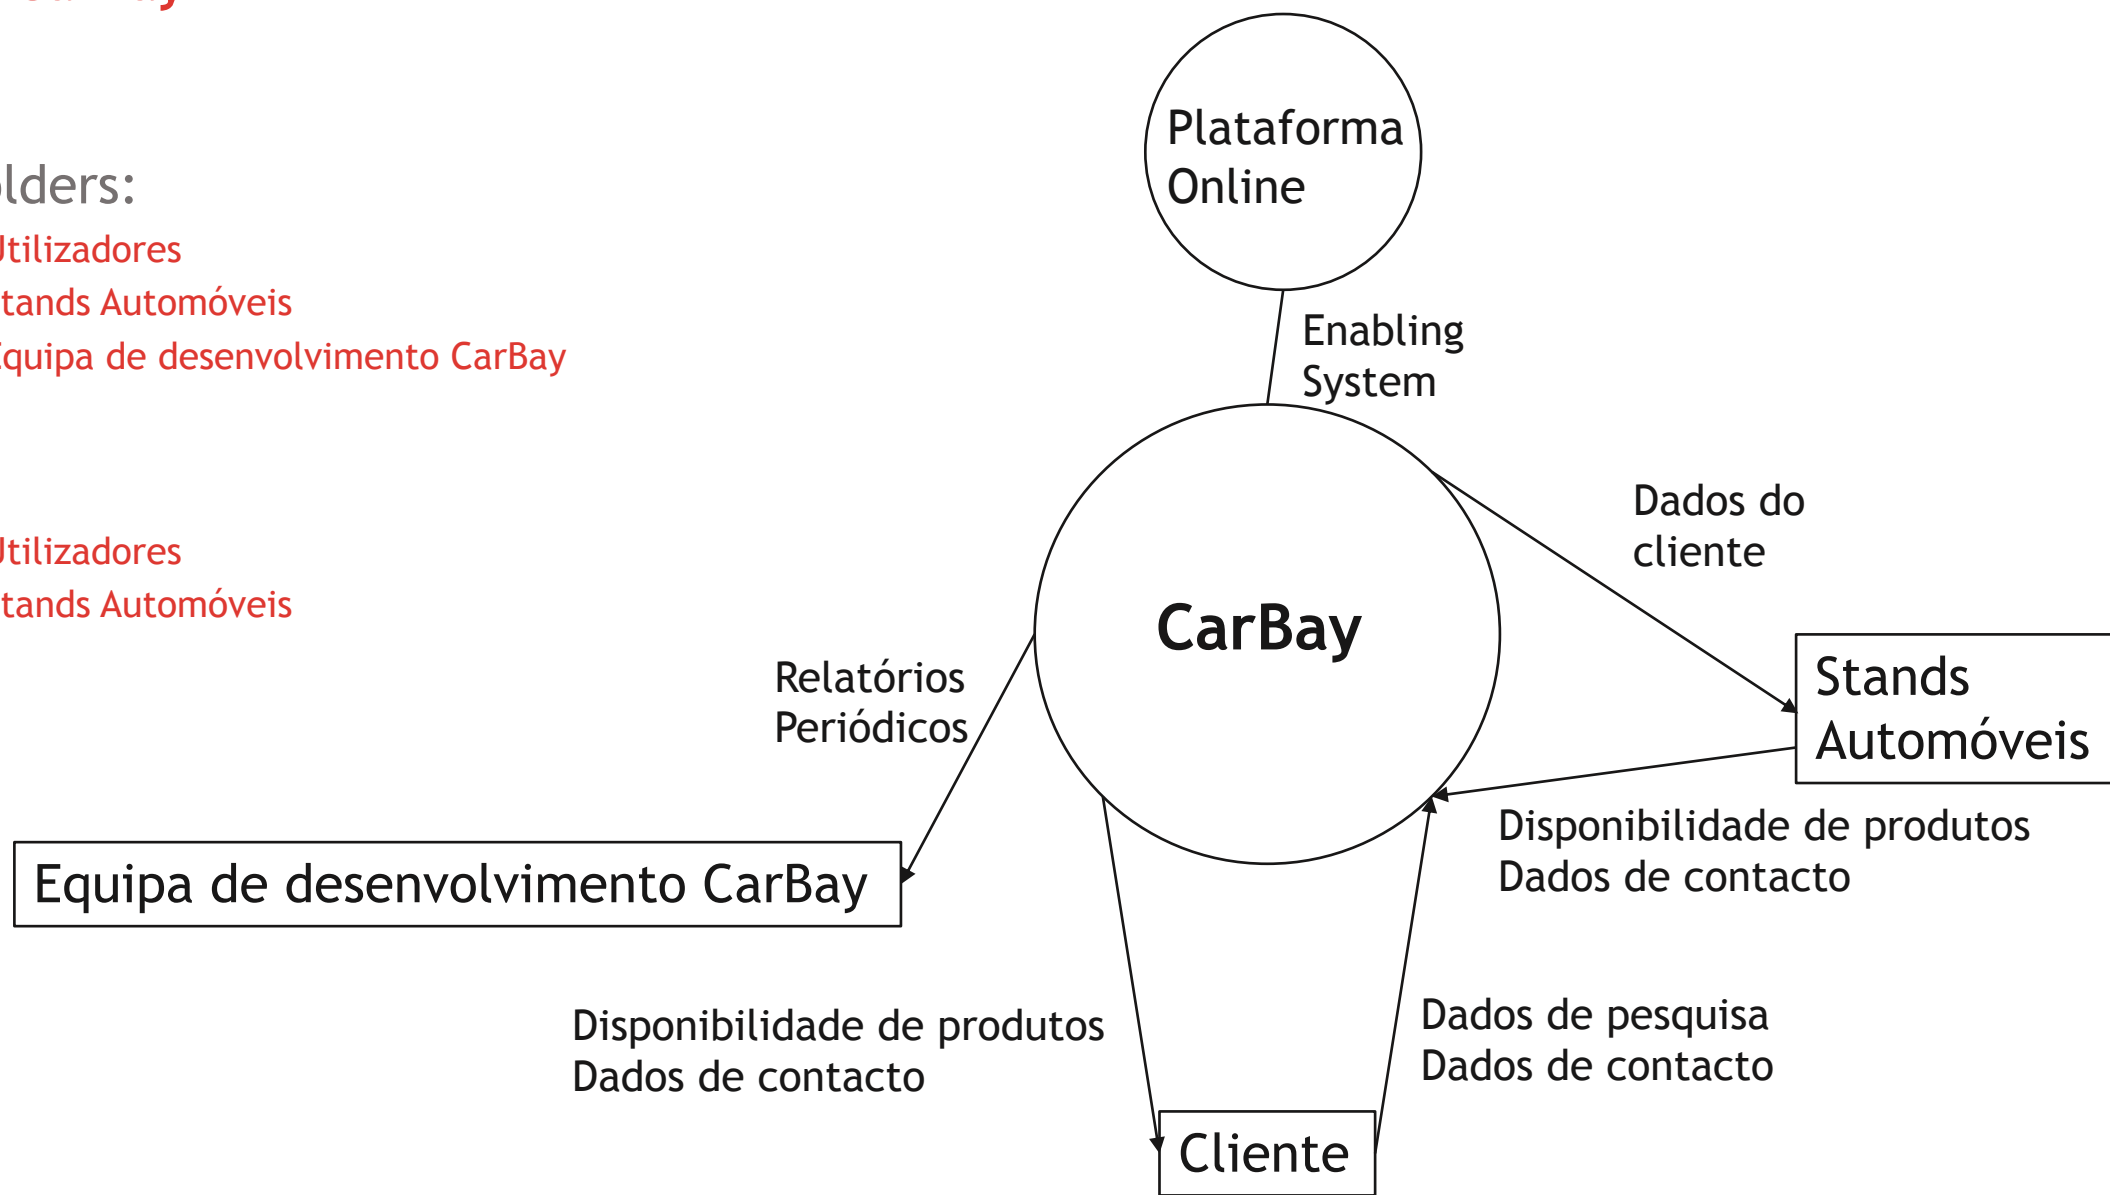 Plataforma
Online
olders:
Utilizadores
tands Automóveis
Equipa de desenvolvimento CarBay
Enabling
System
Dados do
cliente
Utilizadores
tands Automóveis
CarBay
Relatórios
Periódicos
Stands
Automóveis
Disponibilidade de produtos
Dados de contacto
Equipa de desenvolvimento CarBay
Disponibilidade de produtos
Dados de contacto
Dados de pesquisa
Dados de contacto
Cliente